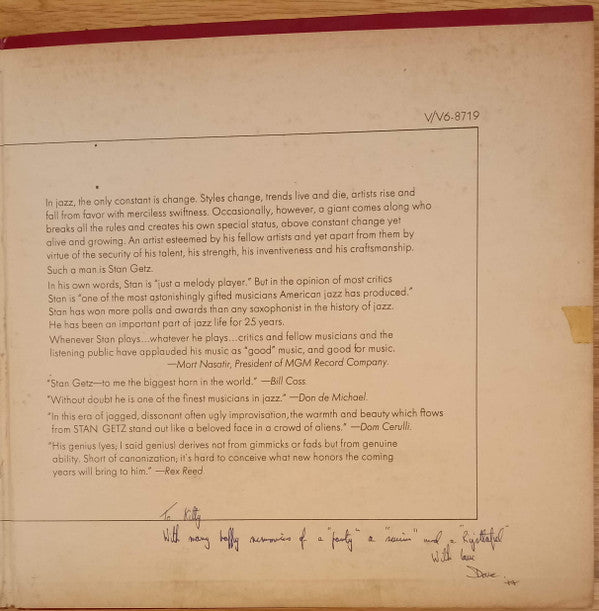 V/V6-8719
In jazz, the only constant is change. Styles change, trends live and die, artists rise and
fall from favor with merciless swiftness. Occasionally, however, a giant comes along who
breaks all the rules and creates his own special status, above constant change yet
alive and growing. An artist esteemed by his fellow artists and yet apart from them by
virtue of the security of his talent, his strength, his inventiveness and his craftsmanship.
Such a man is Stan Getz.
In his own words, Stan is "just a melody player." But in the opinion of most critics
Stan is "one of the most astonishingly gifted musicians American jazz has produced."
Stan has won more polls and awards than any saxophonist in the history of jazz.
He has been an important part of jazz life for 25 years.
Whenever Stan plays...whatever he plays...critics and fellow musicians and the
listening public have applauded his music as "good" music, and good for music.
—Mort Nasatir, President of MGM Record Company.
"Stan Getz—to me the biggest horn in the world." —Bill Coss.
"Without doubt he is one of the finest musicians in jazz." —Don de Michael.
"In this era of jagged, dissonant often ugly improvisation, the warmth and beauty which flows
from STAN GETZ stand out like a beloved face in a crowd of aliens." —Dom Cerulli.
"His genius (yes; I said genius) derives not from gimmicks or fads but from genuine
ability. Short of canonization; it's hard to conceive what new honors the coming
years will bring to him." —Rex Reed.
To Kitty
With many happy memories of a "party" a and a
With love
Dave